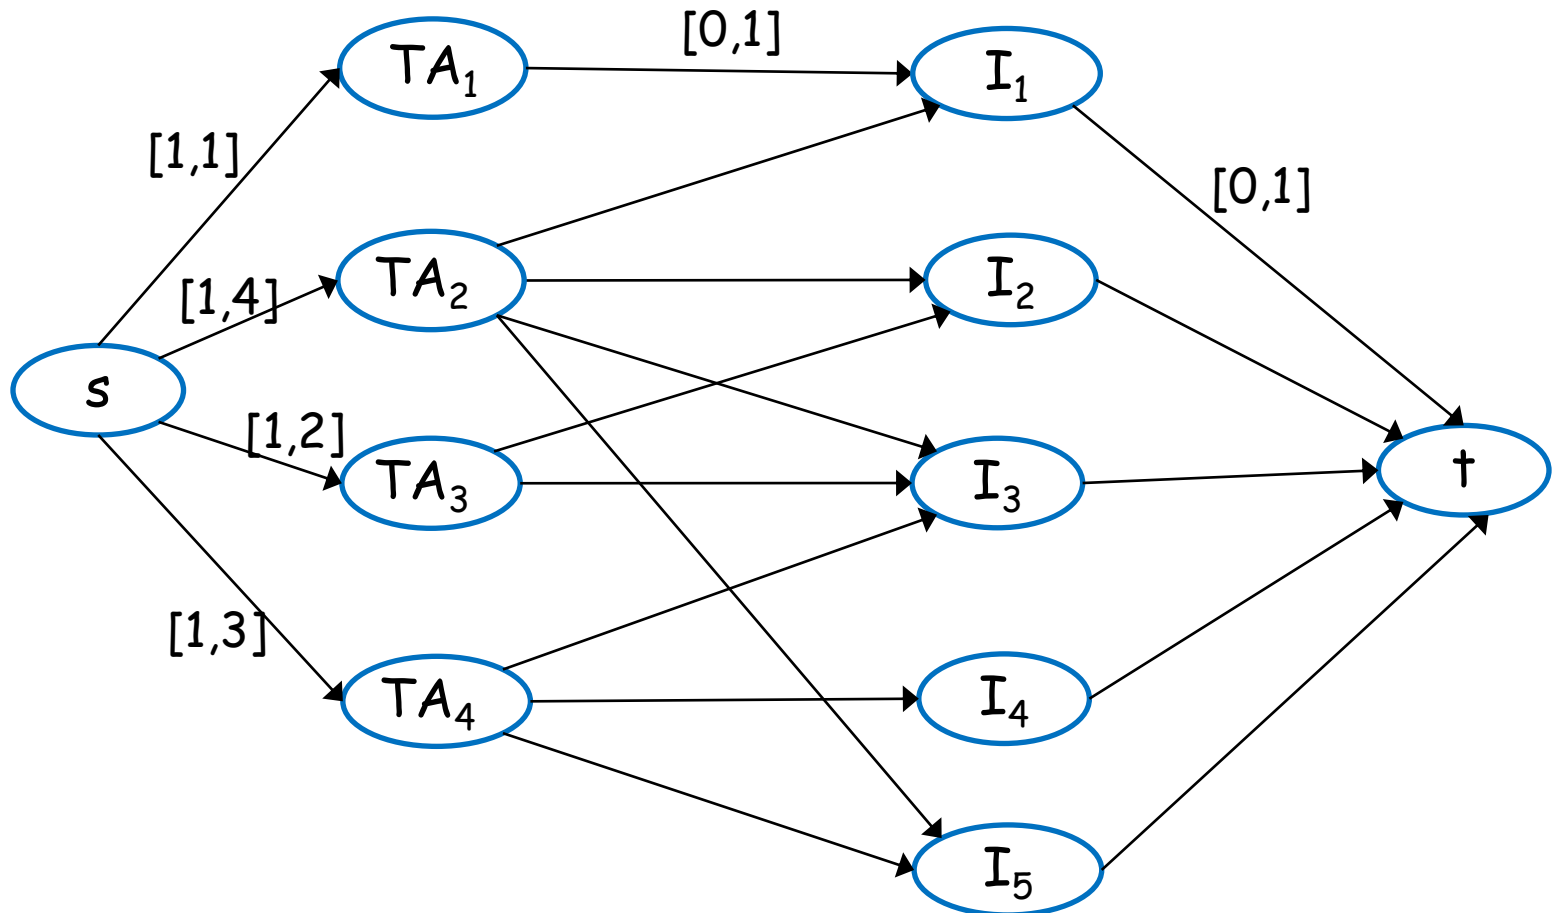 [0,1]
TA1
I1
[1,1]
[0,1]
[1,4]
TA2
I2
s
[1,2]
TA3
I3
t
[1,3]
TA4
I4
I5